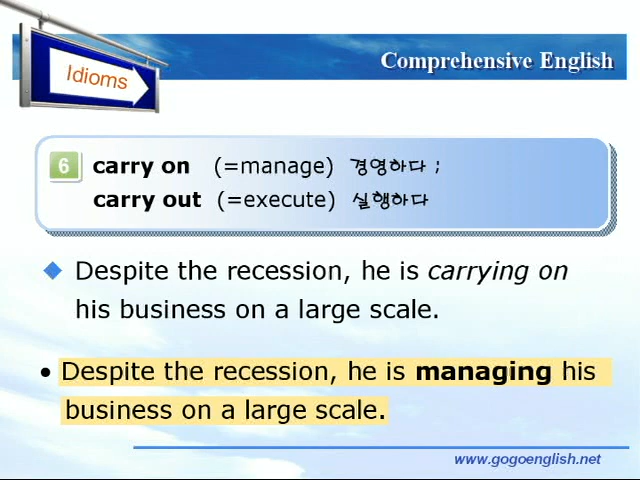 Idioms
Comprehensive English
6 carry on (=manage) 경영하다 ;
carry out (=execute) 실행하다
◆ Despite the recession, he is carrying on
his business on a large scale.
• Despite the recession, he is managing his
business on a large scale.
www.gogoenglish.net